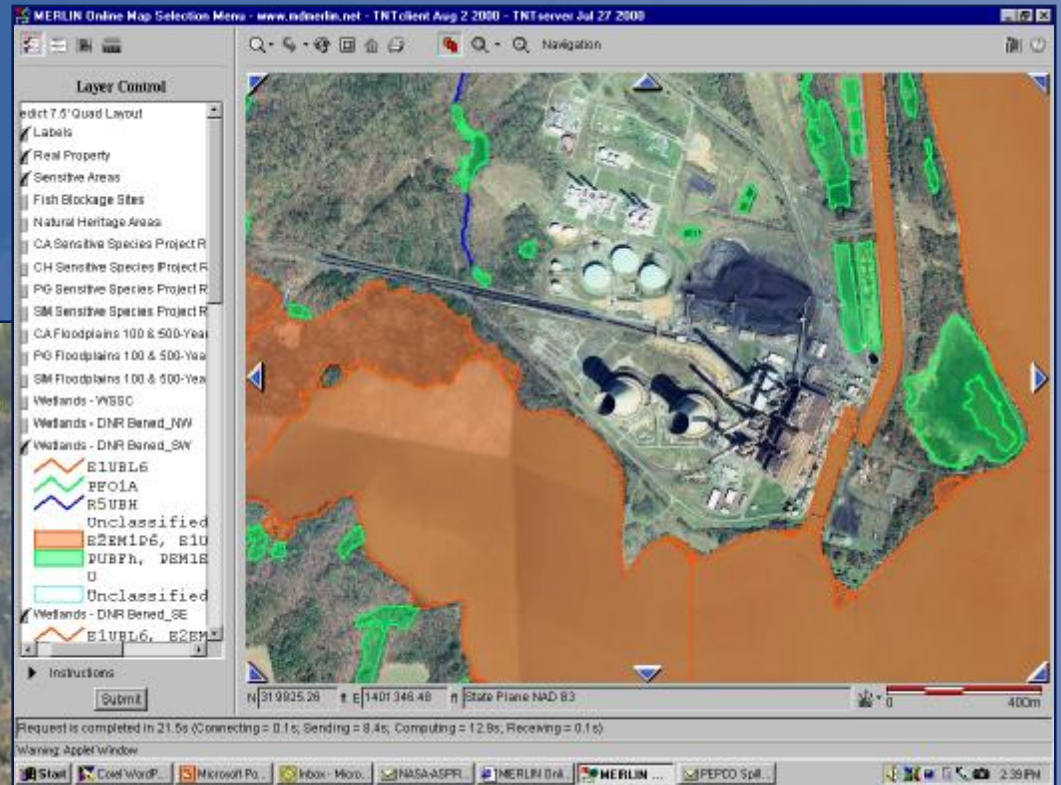 MERLIN Online Map Selection Menu - www.mdmerlin.net - TNTclient Aug 2 2000 - TNTserver Jul 27 2000
Navigation
Layer Control
edict 7.5' Quad Layout
Labels
Real Property
Sensitive Areas
Fish Blockage Sites
Natural Heritage Areas
CA Sensitive Species Project R
CH Sensitive Species Project R
PG Sensitive Species Project R
SM Sensitive Species Project R
CA Floodplains 100 & 500-Year
PG Floodplains 100 & 500-Yea
SM Floodplains 100 & 500-Yea
Wetlands - WSSC
Wetlands - DNR Bened_NW
Wetlands - DNR Bened_SW
E1UBL6
PFO1A
R5UBH
Unclassified
E2EM1P6, E1U
PUBFh, PEM1E
U
Unclassified
Wetlands - DNR Bened_SE
E1UBL6, E2EM
Instructions
Submit
N 319825.26 ft E 1401346.48 ft State Plane NAD 83
0 400m
Request is completed in 21.5s (Connecting = 0.1s; Sending = 8.4s; Computing = 12.9s; Receiving = 0.1s)
Warning: Applet Window
Start Corel WordP... Microsoft Po... Inbox - Micro... NASA-ASPR... MERLIN Onli... MERLIN ... PEPCO Spill... 2:39 PM